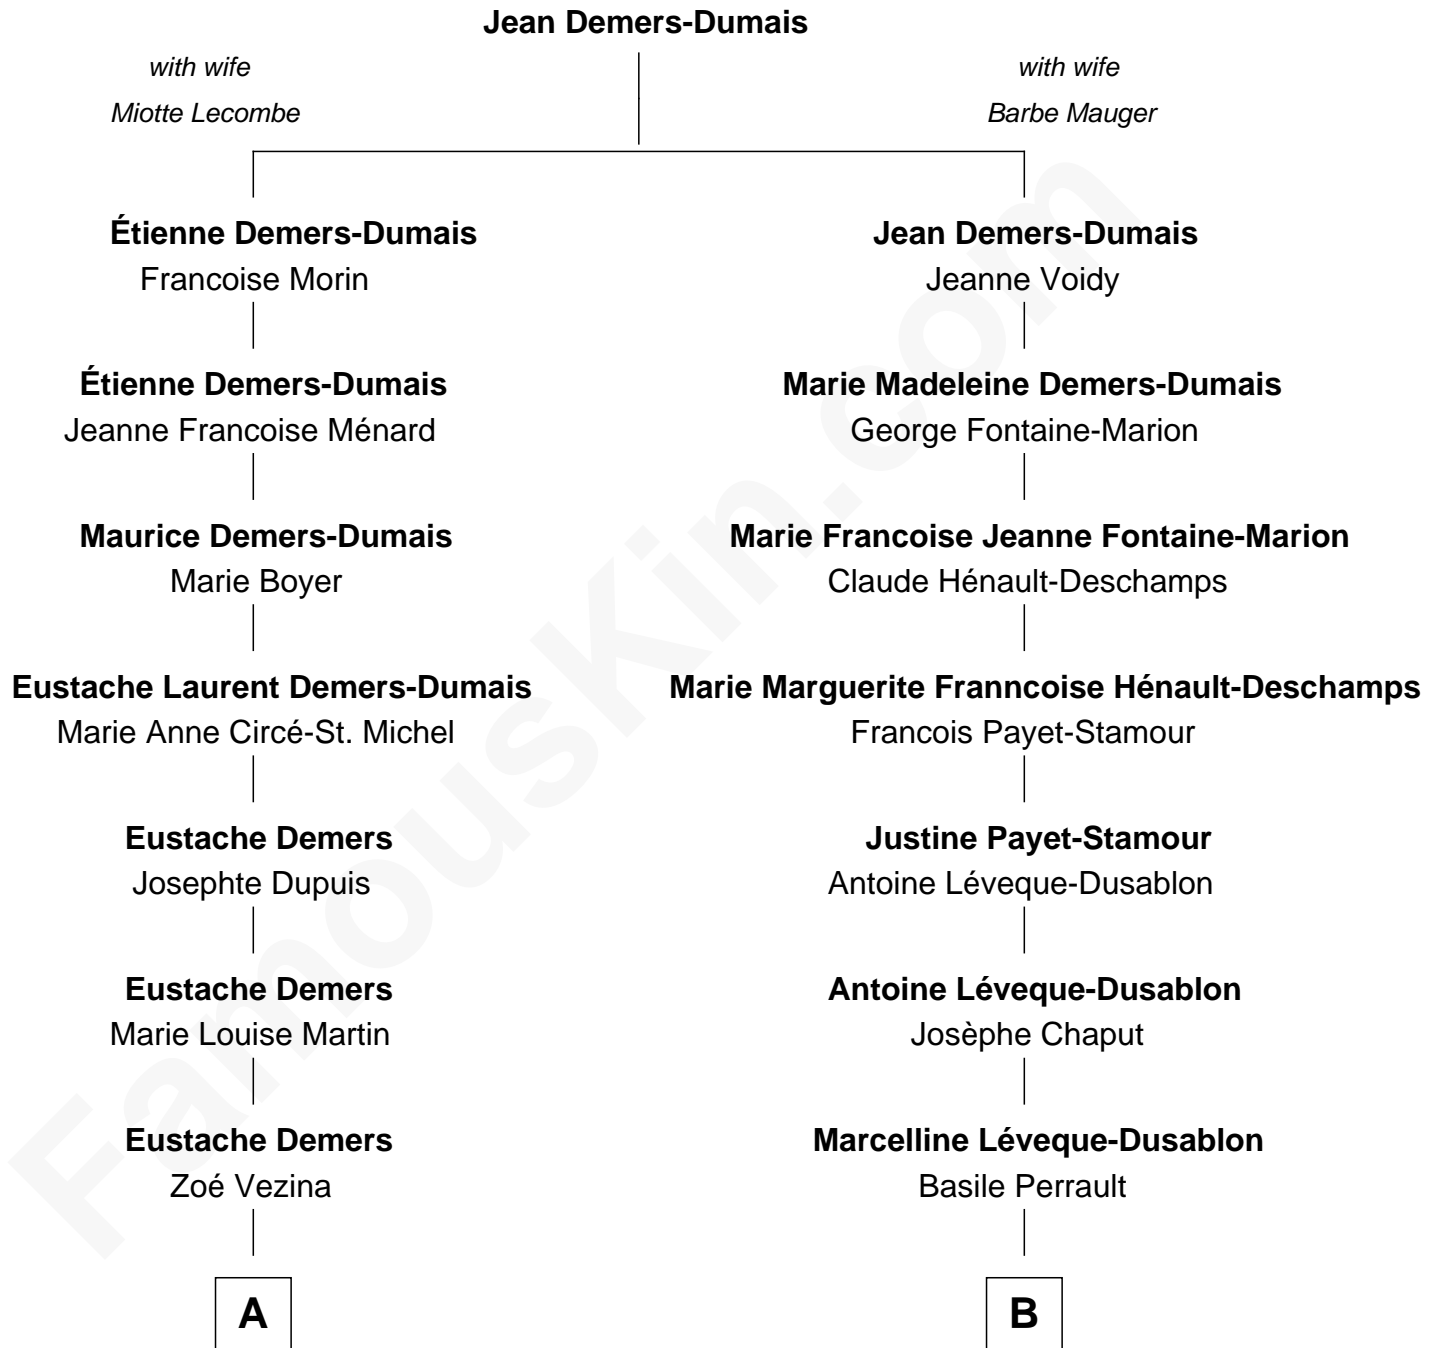 Jean Demers-Dumais
with wife
Miotte Lecombe
with wife
Barbe Mauger
Étienne Demers-Dumais
Francoise Morin
Jean Demers-Dumais
Jeanne Voidy
Étienne Demers-Dumais
Jeanne Francoise Ménard
Marie Madeleine Demers-Dumais
George Fontaine-Marion
Maurice Demers-Dumais
Marie Boyer
Marie Francoise Jeanne Fontaine-Marion
Claude Hénault-Deschamps
Eustache Laurent Demers-Dumais
Marie Anne Circé-St. Michel
Marie Marguerite Franncoise Hénault-Deschamps
Francois Payet-Stamour
Eustache Demers
Josephte Dupuis
Justine Payet-Stamour
Antoine Léveque-Dusablon
Eustache Demers
Marie Louise Martin
Antoine Léveque-Dusablon
Josèphe Chaput
Eustache Demers
Zoé Vezina
Marcelline Léveque-Dusablon
Basile Perrault
A
B
FamousKin.com